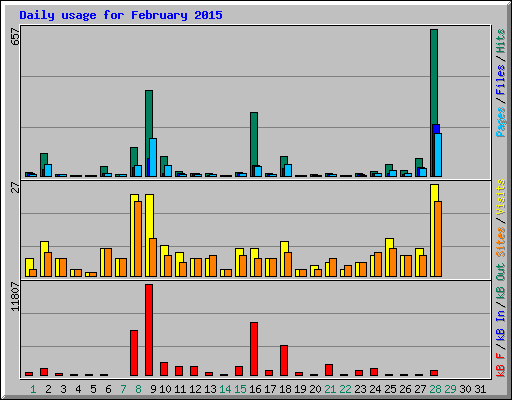 Daily usage for February 2015
657
Pages / Files / Hits
27
Sites / Visits
11807
kB F / kB In / kB Out
1 2 3 4 5 6 7 8 9 10 11 12 13 14 15 16 17 18 19 20 21 22 23 24 25 26 27 28 29 30 31